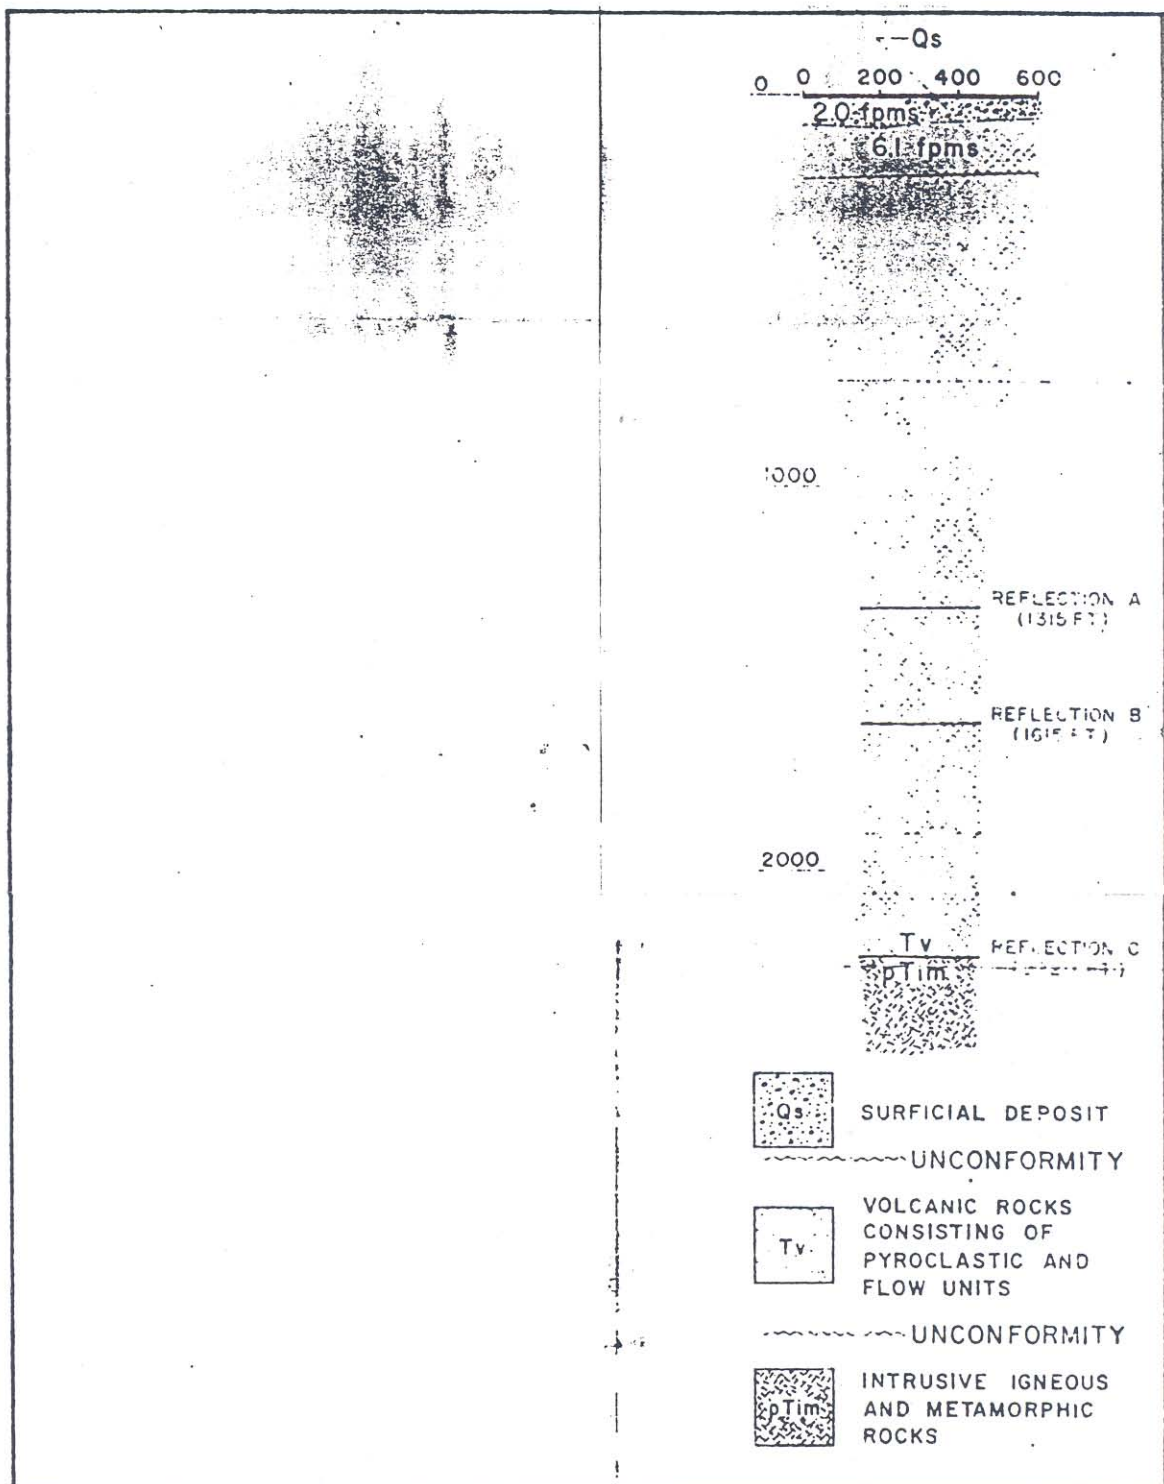 Qs
0 0 200 400 600
2.0 fpms
6.1 fpms
1000
REFLECTION A
(1315 FT)
REFLECTION B
(1615 FT)
2000
Tv
REFLECTION C
pTim
Qs SURFICIAL DEPOSIT
UNCONFORMITY
VOLCANIC ROCKS
CONSISTING OF
Tv PYROCLASTIC AND
FLOW UNITS
UNCONFORMITY
INTRUSIVE IGNEOUS
pTim AND METAMORPHIC
ROCKS